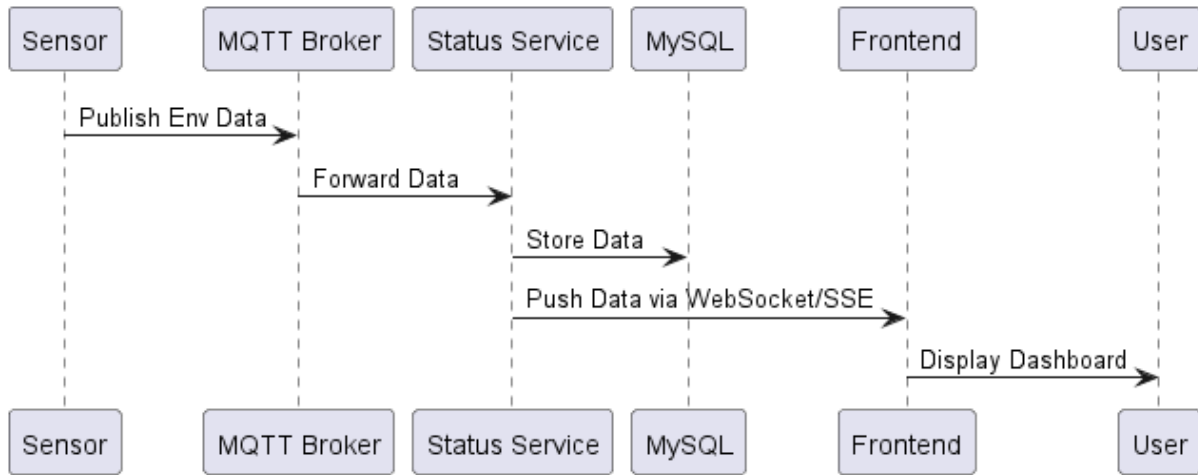 Sensor
MQTT Broker
Status Service
MySQL
Frontend
User
Publish Env Data
Forward Data
Store Data
Push Data via WebSocket/SSE
Display Dashboard
Sensor
MQTT Broker
Status Service
MySQL
Frontend
User